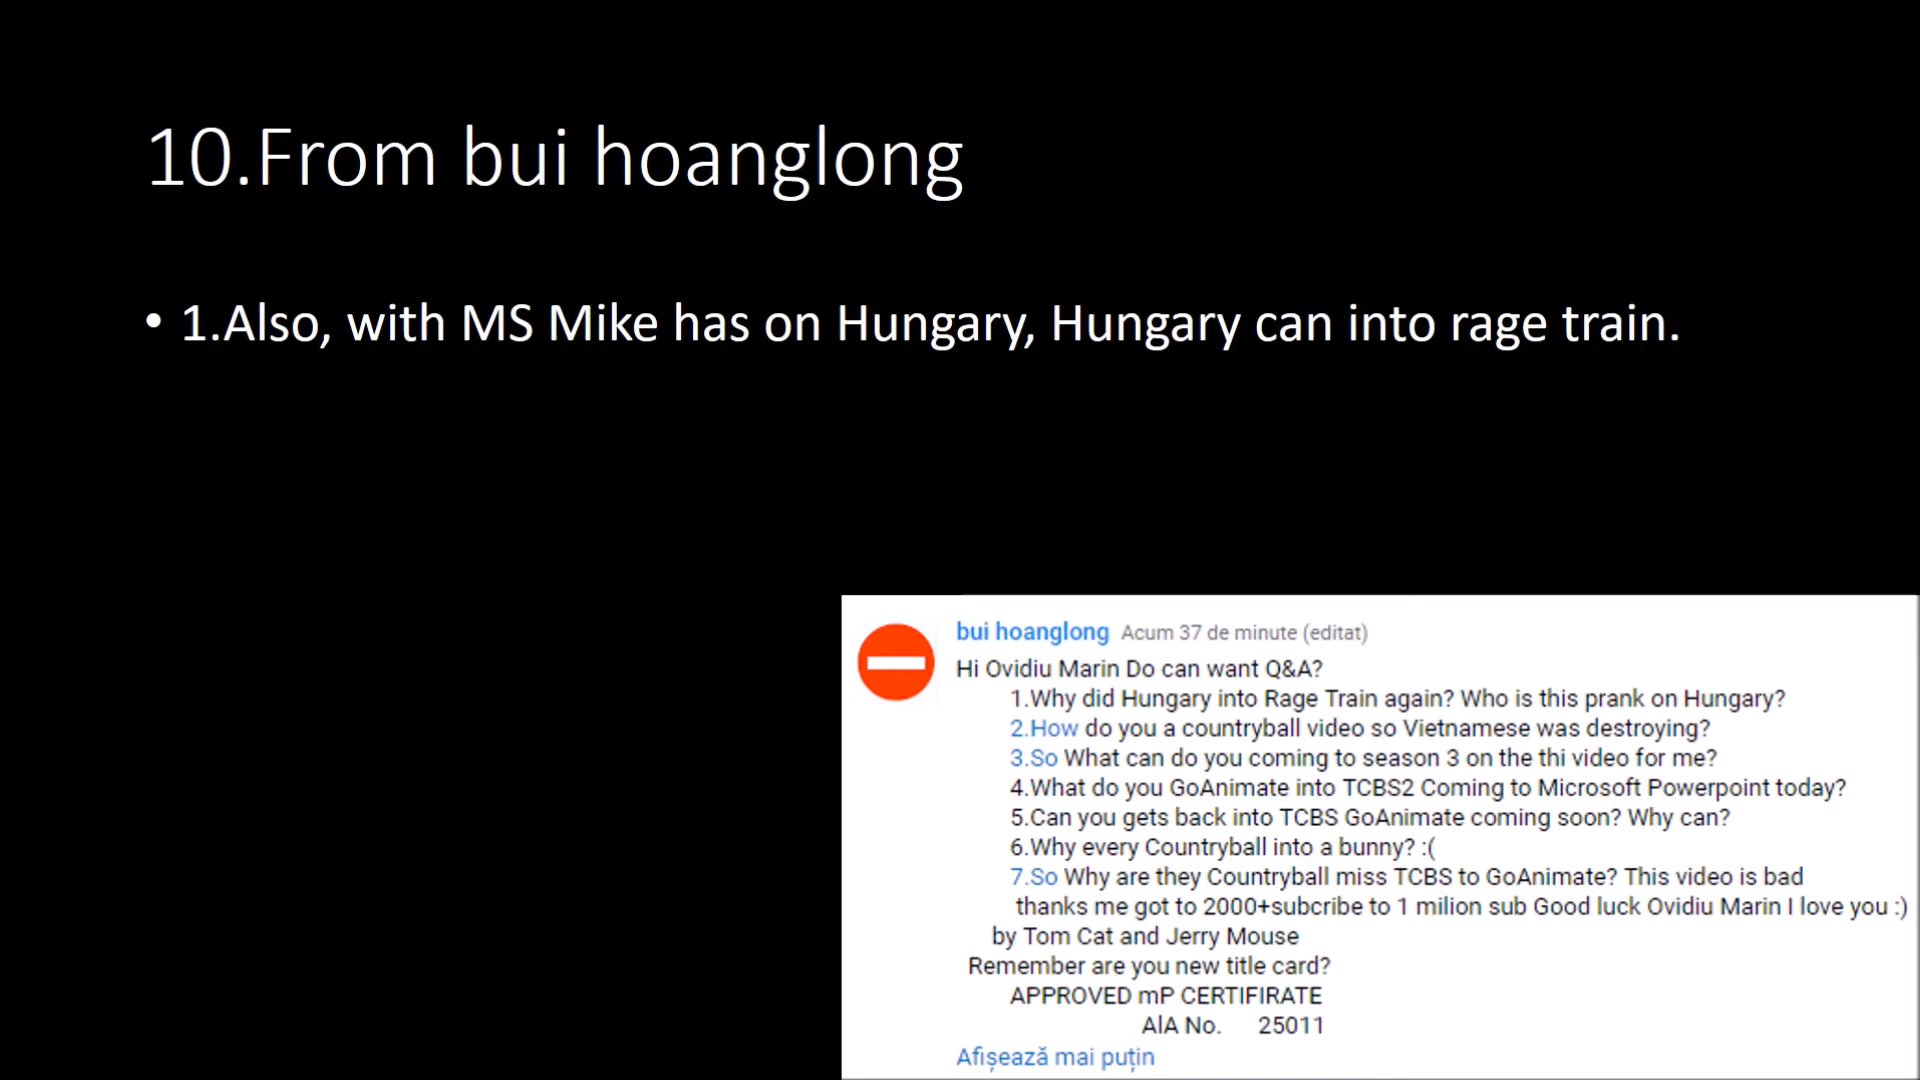 10.From bui hoanglong
• 1.Also, with MS Mike has on Hungary, Hungary can into rage train.
bui hoanglong Acum 37 de minute (editat)
Hi Ovidiu Marin Do can want Q&A?
1.Why did Hungary into Rage Train again? Who is this prank on Hungary?
2.How do you a countryball video so Vietnamese was destroying?
3.So What can do you coming to season 3 on the thi video for me?
4.What do you GoAnimate into TCBS2 Coming to Microsoft Powerpoint today?
5.Can you gets back into TCBS GoAnimate coming soon? Why can?
6.Why every Countryball into a bunny? :(
7.So Why are they Countryball miss TCBS to GoAnimate? This video is bad
thanks me got to 2000+subcribe to 1 milion sub Good luck Ovidiu Marin I love you :)
by Tom Cat and Jerry Mouse
Remember are you new title card?
APPROVED mP CERTIFIRATE
AlA No. 25011
Afișează mai puțin